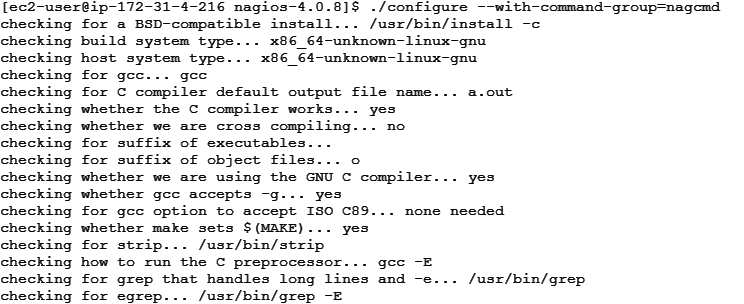 [ec2-user@ip-172-31-4-216 nagios-4.0.8]$ ./configure --with-command-group=nagcmd
checking for a BSD-compatible install... /usr/bin/install -c
checking build system type... x86_64-unknown-linux-gnu
checking host system type... x86_64-unknown-linux-gnu
checking for gcc... gcc
checking for C compiler default output file name... a.out
checking whether the C compiler works... yes
checking whether we are cross compiling... no
checking for suffix of executables...
checking for suffix of object files... o
checking whether we are using the GNU C compiler... yes
checking whether gcc accepts -g... yes
checking for gcc option to accept ISO C89... none needed
checking whether make sets $(MAKE)... yes
checking for strip... /usr/bin/strip
checking how to run the C preprocessor... gcc -E
checking for grep that handles long lines and -e... /usr/bin/grep
checking for egrep... /usr/bin/grep -E